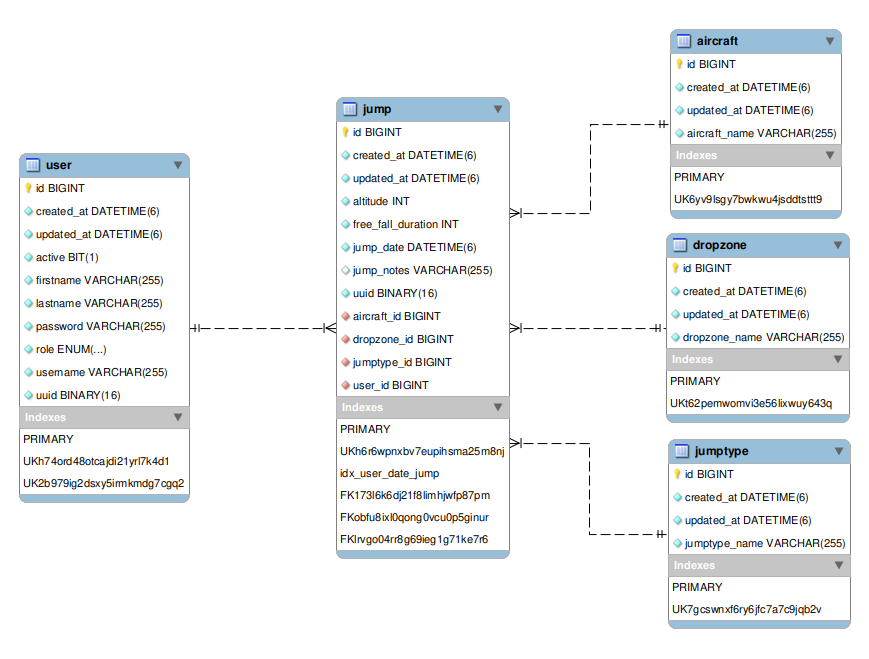 user
id BIGINT
created_at DATETIME(6)
updated_at DATETIME(6)
active BIT(1)
firstname VARCHAR(255)
lastname VARCHAR(255)
password VARCHAR(255)
role ENUM(...)
username VARCHAR(255)
uuid BINARY(16)
Indexes
PRIMARY
UKh74ord48otcajdi21yrl7k4d1
UK2b979ig2dsxy5irmkmdg7cgq2
jump
id BIGINT
created_at DATETIME(6)
updated_at DATETIME(6)
altitude INT
free_fall_duration INT
jump_date DATETIME(6)
jump_notes VARCHAR(255)
uuid BINARY(16)
aircraft_id BIGINT
dropzone_id BIGINT
jumptype_id BIGINT
user_id BIGINT
Indexes
PRIMARY
UKh6r6wpnxbv7eupihsma25m8nj
idx_user_date_jump
FK173l6k6dj21f8limhjwfp87pm
FKobfu8ixl0qong0vcu0p5ginur
FKlrvgo04rr8g69ieg1g71ke7r6
aircraft
id BIGINT
created_at DATETIME(6)
updated_at DATETIME(6)
aircraft_name VARCHAR(255)
Indexes
PRIMARY
UK6yv9lsgy7bwkwu4jsddtsttt9
dropzone
id BIGINT
created_at DATETIME(6)
updated_at DATETIME(6)
dropzone_name VARCHAR(255)
Indexes
PRIMARY
UKt62pemwomvi3e56lixwuy643q
jumptype
id BIGINT
created_at DATETIME(6)
updated_at DATETIME(6)
jumptype_name VARCHAR(255)
Indexes
PRIMARY
UK7gcswnxf6ry6jfc7a7c9jqb2v